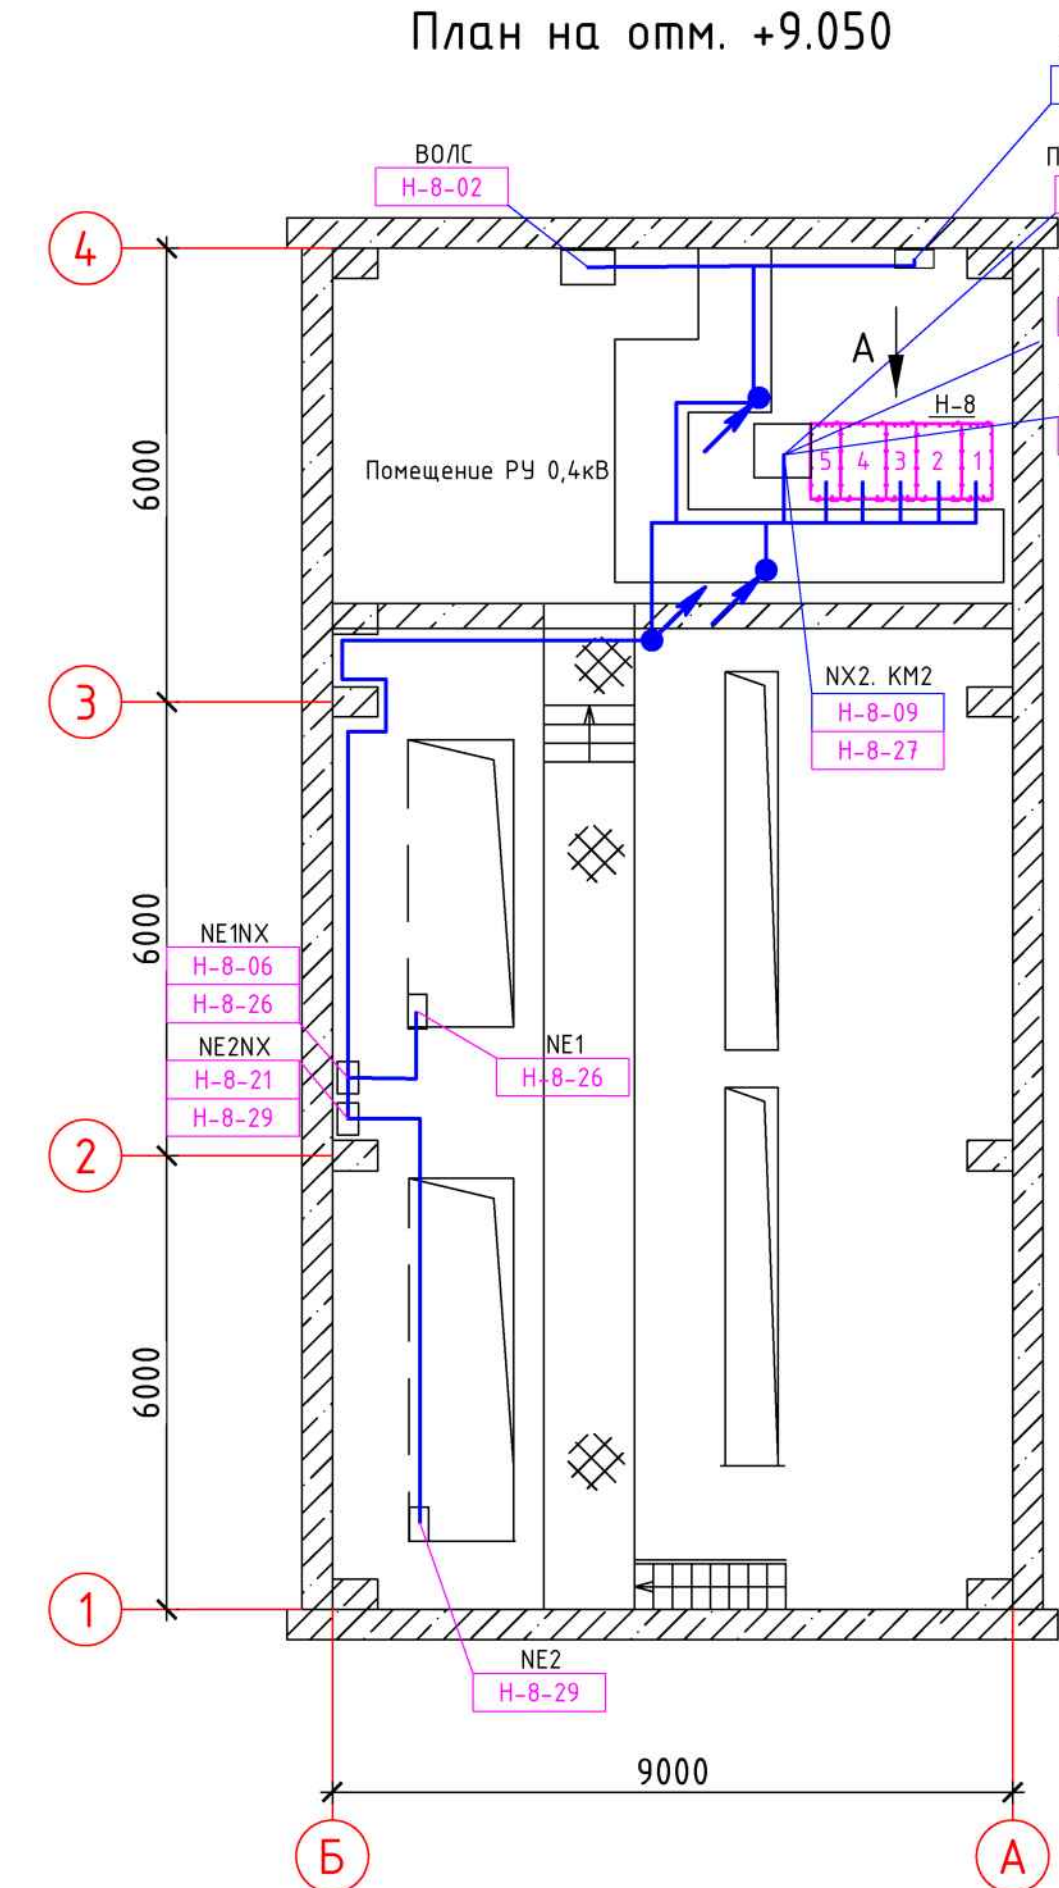 План на отм. +9.050
ВОЛС
Н-8-02
П
4
А
Н-8
6000
Помещение РУ 0,4кВ
5 4 3 2 1
3
NX2. КМ2
Н-8-09
Н-8-27
6000
NE1NX
Н-8-06
Н-8-26
NE2NX
Н-8-21
Н-8-29
NE1
Н-8-26
2
6000
1
NE2
Н-8-29
9000
Б
А